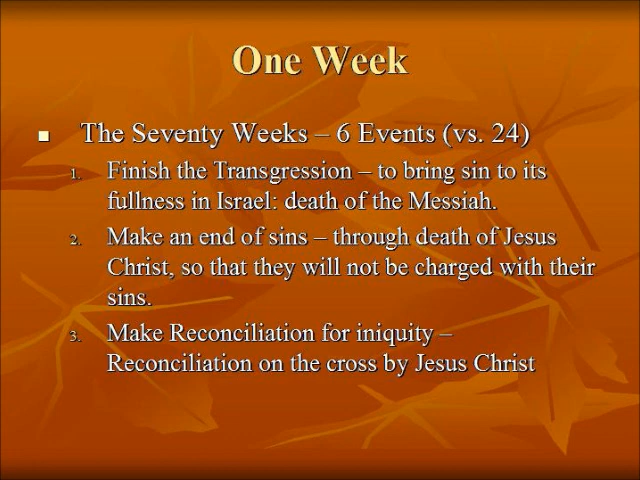 One Week
The Seventy Weeks – 6 Events (vs. 24)
1. Finish the Transgression – to bring sin to its
fullness in Israel: death of the Messiah.
2. Make an end of sins – through death of Jesus
Christ, so that they will not be charged with their
sins.
3. Make Reconciliation for iniquity –
Reconciliation on the cross by Jesus Christ